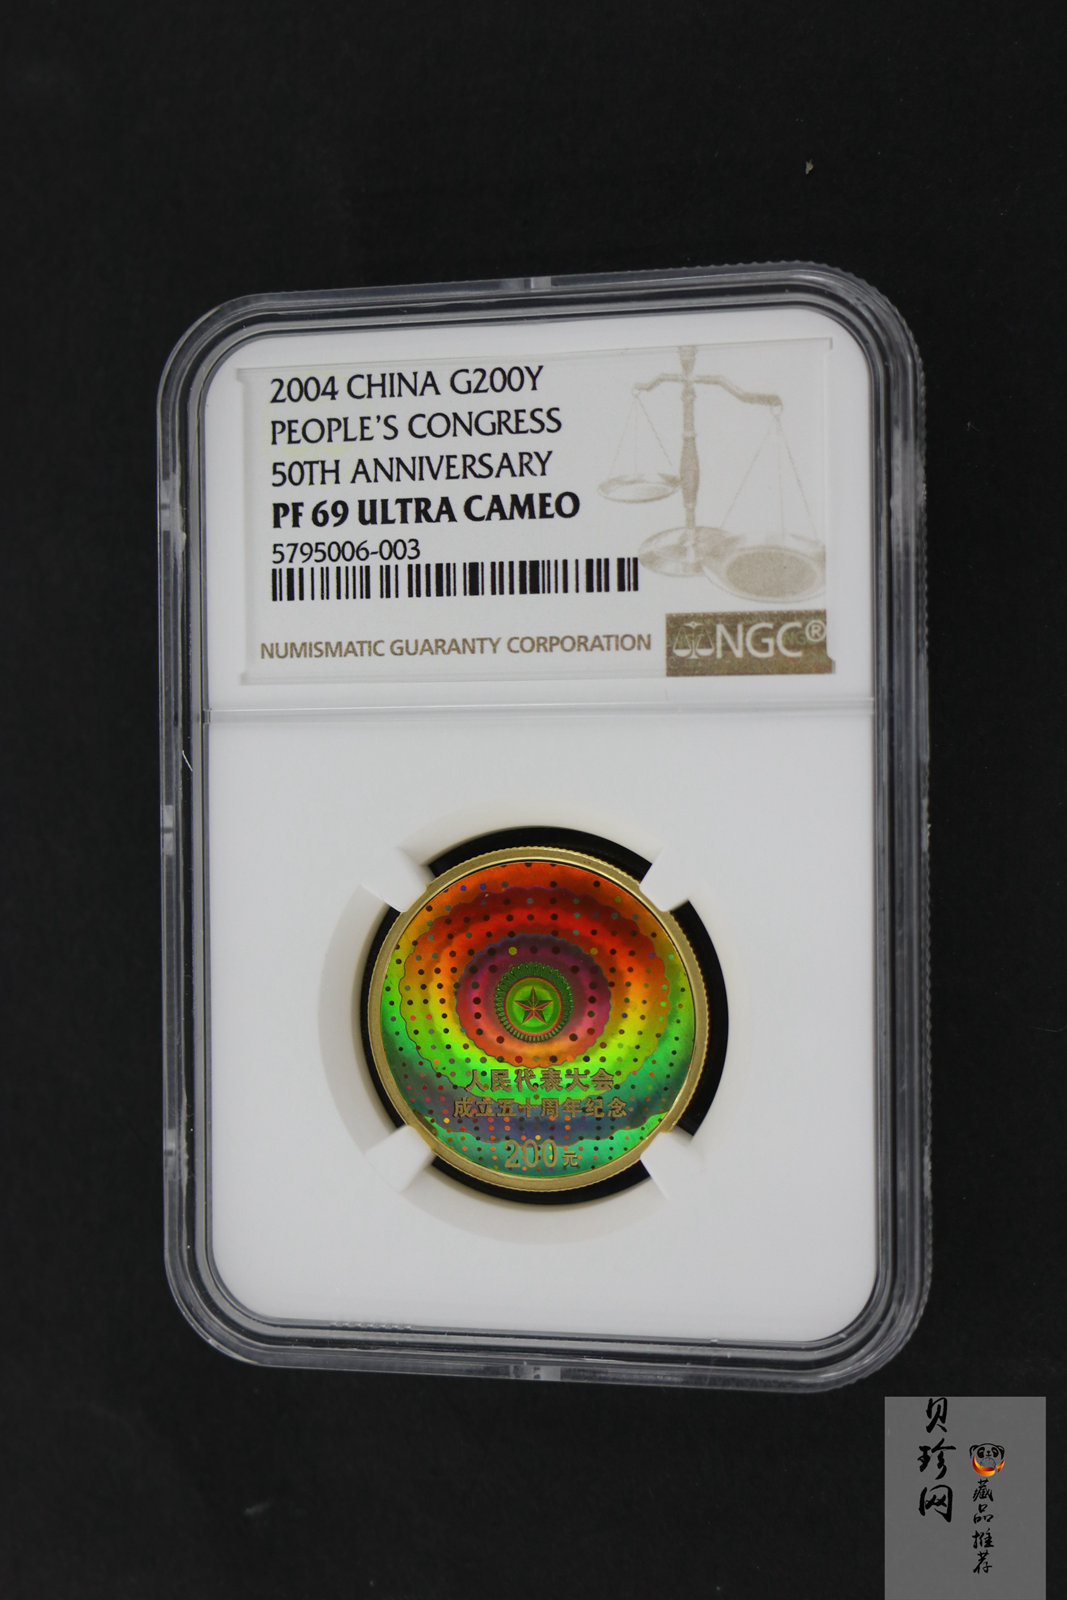 2004 CHINA G200Y
PEOPLE'S CONGRESS
50TH ANNIVERSARY
PF 69 ULTRA CAMEO
5795006-003
NUMISMATIC GUARANTY CORPORATION
NGC®
人民代表大会
成立五十周年纪念
200元
贝珍网
藏品推荐